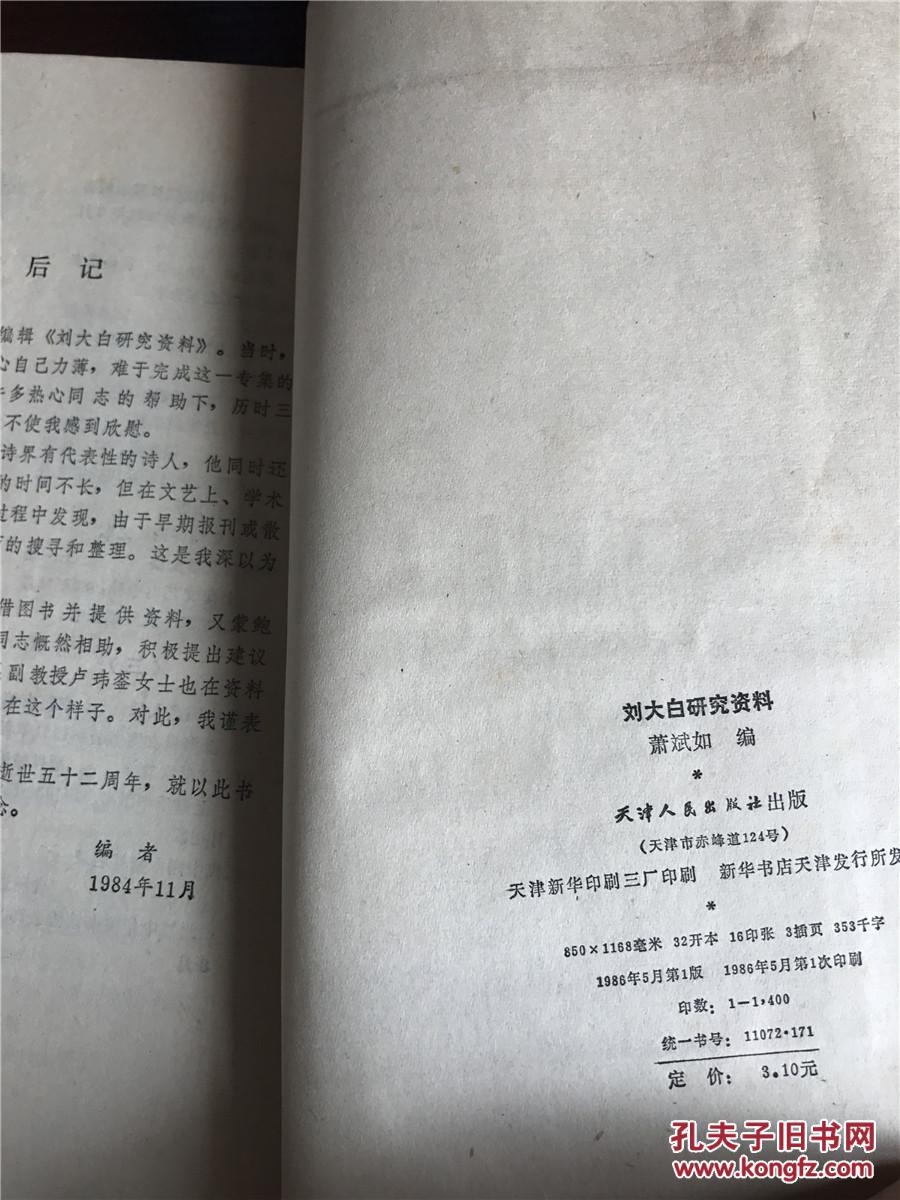 后记
编辑《刘大白研究资料》。当时，
心自己力薄，难于完成这一专集的
多热心同志的帮助下，历时三
不使我感到欣慰。
诗界有代表性的诗人，他同时还
的时间不长，但在文艺上、学术
过程中发现，由于早期报刊或散
的搜寻和整理。这是我深以为
借图书并提供资料，又蒙鲍
同志慨然相助，积极提出建议
副教授卢玮銮女士也在资料
在这个样子。对此，我谨表
逝世五十二周年，就以此书
念。
编者
1984年11月
刘大白研究资料
萧斌如 编
*
天津人民出版社出版
（天津市赤峰道124号）
天津新华印刷三厂印刷 新华书店天津发行所发
*
850×1168毫米 32开本 16印张 3插页 353千字
1986年5月第1版 1986年5月第1次印刷
印数：1—1,400
统一书号：11072·171
定价：3.10元
孔夫子旧书网
www.kongfz.com